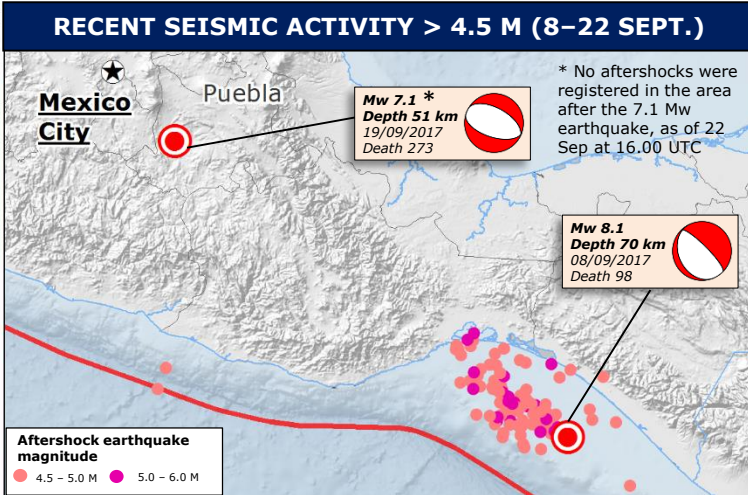 RECENT SEISMIC ACTIVITY > 4.5 M (8–22 SEPT.)
Mexico
City
Puebla
Mw 7.1 *
Depth 51 km
19/09/2017
Death 273
* No aftershocks were
registered in the area
after the 7.1 Mw
earthquake, as of 22
Sep at 16.00 UTC
Mw 8.1
Depth 70 km
08/09/2017
Death 98
Aftershock earthquake
magnitude
4.5 – 5.0 M
5.0 – 6.0 M